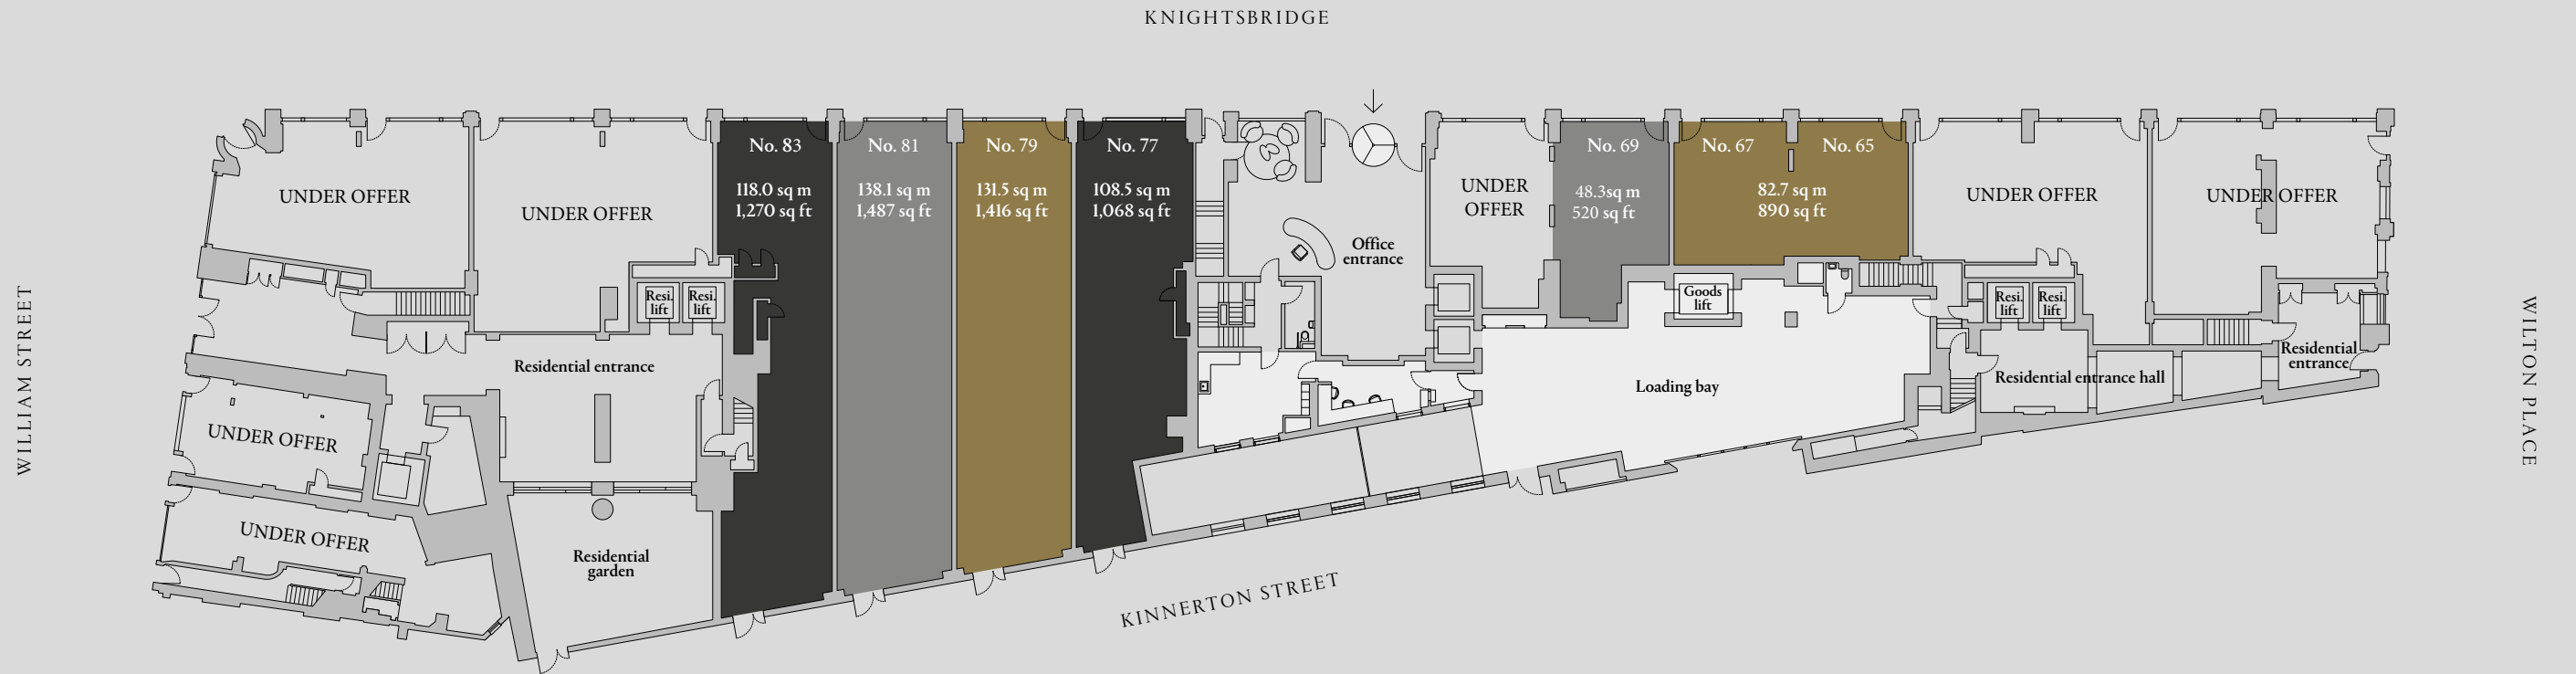 KNIGHTSBRIDGE
WILLIAM STREET
UNDER OFFER
UNDER OFFER
No. 83
118.0 sq m
1,270 sq ft
No. 81
138.1 sq m
1,487 sq ft
No. 79
131.5 sq m
1,416 sq ft
No. 77
108.5 sq m
1,068 sq ft
Office
entrance
UNDER
OFFER
No. 69
48.3sq m
520 sq ft
No. 67
No. 65
82.7 sq m
890 sq ft
UNDER OFFER
UNDER OFFER
WILTON PLACE
Resi.
lift
Resi.
lift
Goods
lift
Resi.
lift
Resi.
lift
Residential entrance
Loading bay
Residential entrance hall
Residential
entrance
UNDER OFFER
UNDER OFFER
Residential
garden
KINNERTON STREET